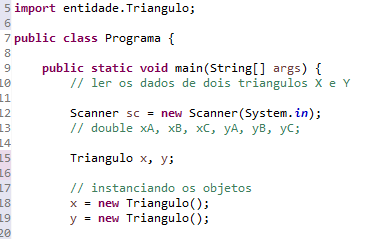 5 import entidade.Triangulo;
6
7 public class Programa {
8
9 public static void main(String[] args) {
10 // ler os dados de dois triangulos X e Y
11
12 Scanner sc = new Scanner(System.in);
13 // double xA, xB, xC, yA, yB, yC;
14
15 Triangulo x, y;
16
17 // instanciando os objetos
18 x = new Triangulo();
19 y = new Triangulo();
20